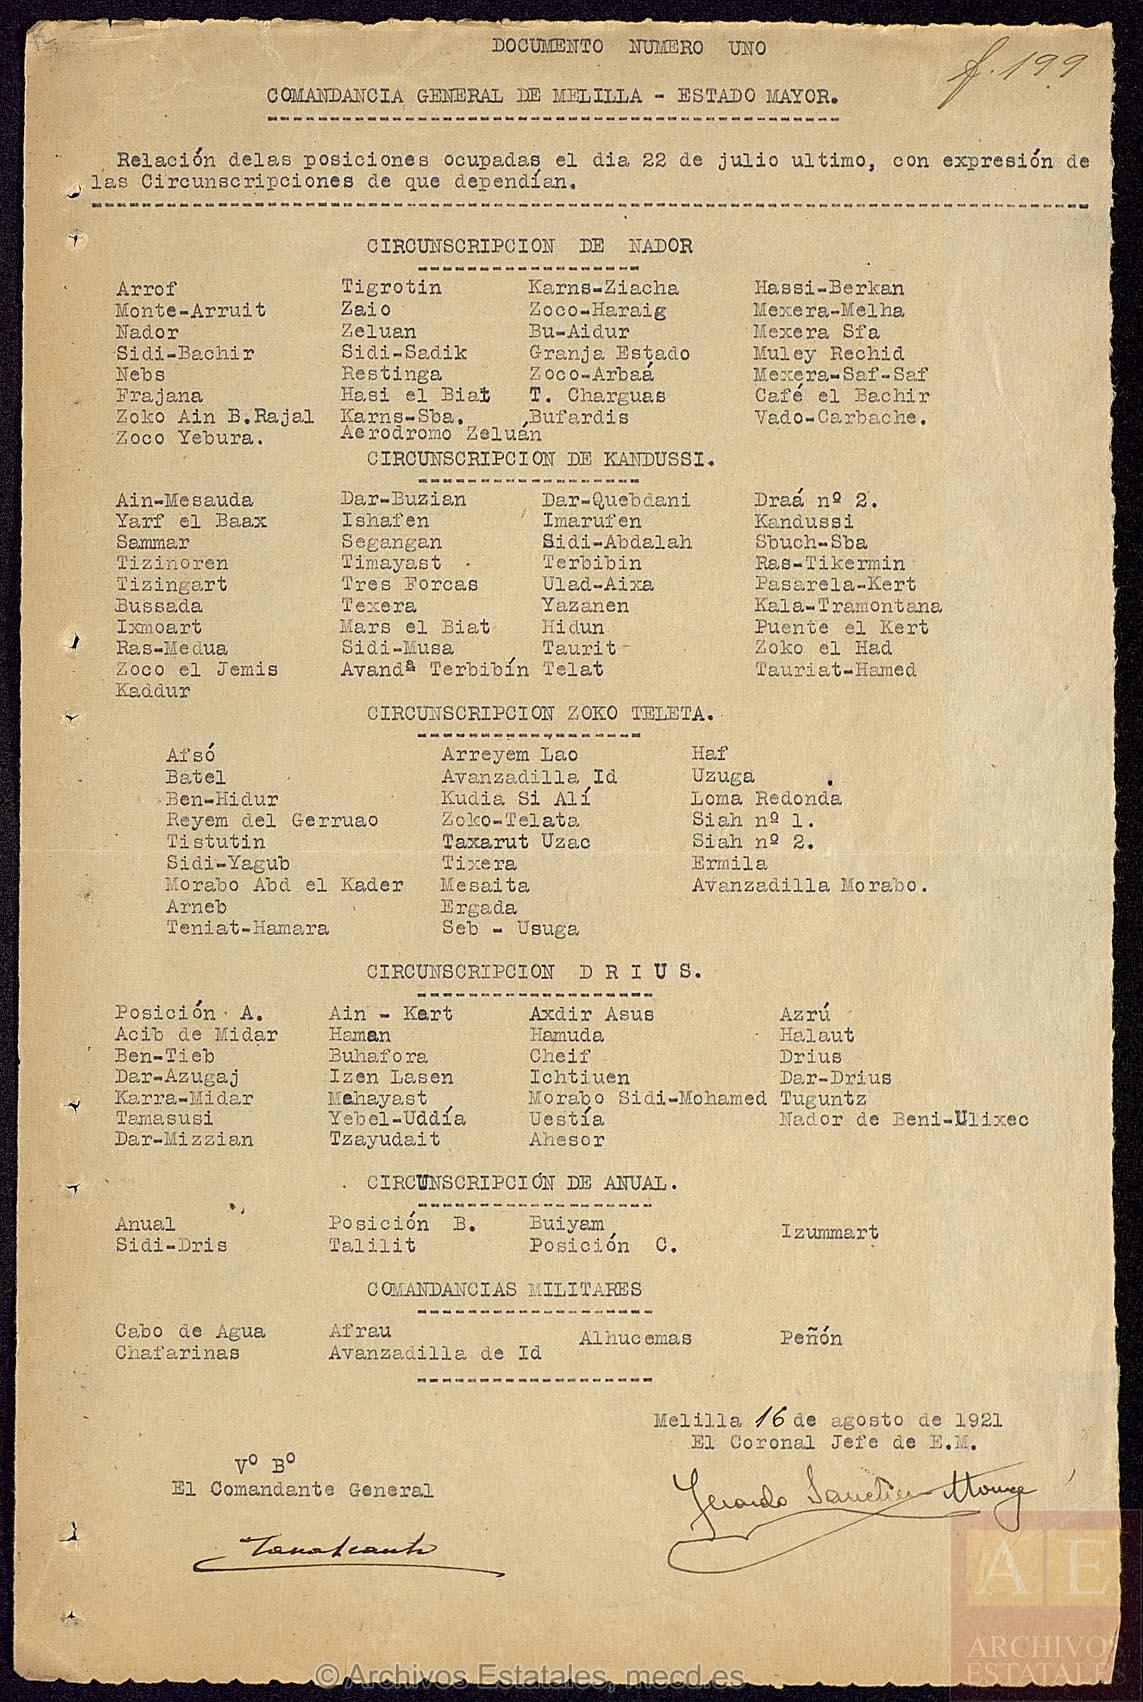 DOCUMENTO NUMERO UNO
f. 199
COMANDANCIA GENERAL DE MELILLA - ESTADO MAYOR.
Relación delas posiciones ocupadas el dia 22 de julio ultimo, con expresión de
las Circunscripciones de que dependían.
CIRCUNSCRIPCION DE NADOR
Arrof Tigrotin Karns-Ziacha Hassi-Berkan
Monte-Arruit Zaio Zoco-Haraig Mexera-Melha
Nador Zeluan Bu-Aidur Mexera Sfa
Sidi-Bachir Sidi-Sadik Granja Estado Muley Rechid
Nebs Restinga Zoco-Arbaá Mexera-Saf-Saf
Frajana Hasi el Biat T. Charguas Café el Bachir
Zoko Ain B.Rajal Karns-Sba. Bufardis Vado-Carbache.
Zoco Yebura. Aerodromo Zeluán
CIRCUNSCRIPCION DE KANDUSSI.
Ain-Mesauda Dar-Buzian Dar-Quebdani Draá nº 2.
Yarf el Baax Ishafen Imarufen Kandussi
Sammar Segangan Sidi-Abdalah Sbuch-Sba
Tizinoren Timayast Terbibin Ras-Tikermin
Tizingart Tres Forcas Ulad-Aixa Pasarela-Kert
Bussada Texera Yazanen Kala-Tramontana
Ixmoart Mars el Biat Hidun Puente el Kert
Ras-Medua Sidi-Musa Taurit Zoko el Had
Zoco el Jemis Avandª Terbibín Telat Tauriat-Hamed
Kaddur
CIRCUNSCRIPCION ZOKO TELETA.
Afsó Arreyem Lao Haf
Batel Avanzadilla Id Uzuga
Ben-Hidur Kudia Si Alí Loma Redonda
Reyem del Gerruao Zoko-Telata Siah nº 1.
Tistutin Taxarut Uzac Siah nº 2.
Sidi-Yagub Tixera Ermila
Morabo Abd el Kader Mesaita Avanzadilla Morabo.
Arneb Ergada
Teniat-Hamara Seb - Usuga
CIRCUNSCRIPCION D R I U S.
Posición A. Ain - Kert Axdir Asus Azrú
Acib de Midar Haman Hamuda Halaut
Ben-Tieb Buhafora Cheif Drius
Dar-Azugaj Izen Lasen Ichtiuen Dar-Drius
Karra-Midar Mehayast Morabo Sidi-Mohamed Tuguntz
Tamasusi Yebel-Uddía Uestía Nador de Beni-Ulixec
Dar-Mizzian Tzayudait Ahesor
CIRCUNSCRIPCIÓN DE ANUAL.
Anual Posición B. Buiyam Izummart
Sidi-Dris Talilit Posición C.
COMANDANCIAS MILITARES
Cabo de Agua Afrau Alhucemas Peñón
Chafarinas Avanzadilla de Id
Melilla 16 de agosto de 1921
El Coronal Jefe de E.M.
Vº Bº
El Comandante General
Gerardo Sanchez Monge
AE
ARCHIVOS
ESTATALES
© Archivos Estatales, mecd.es